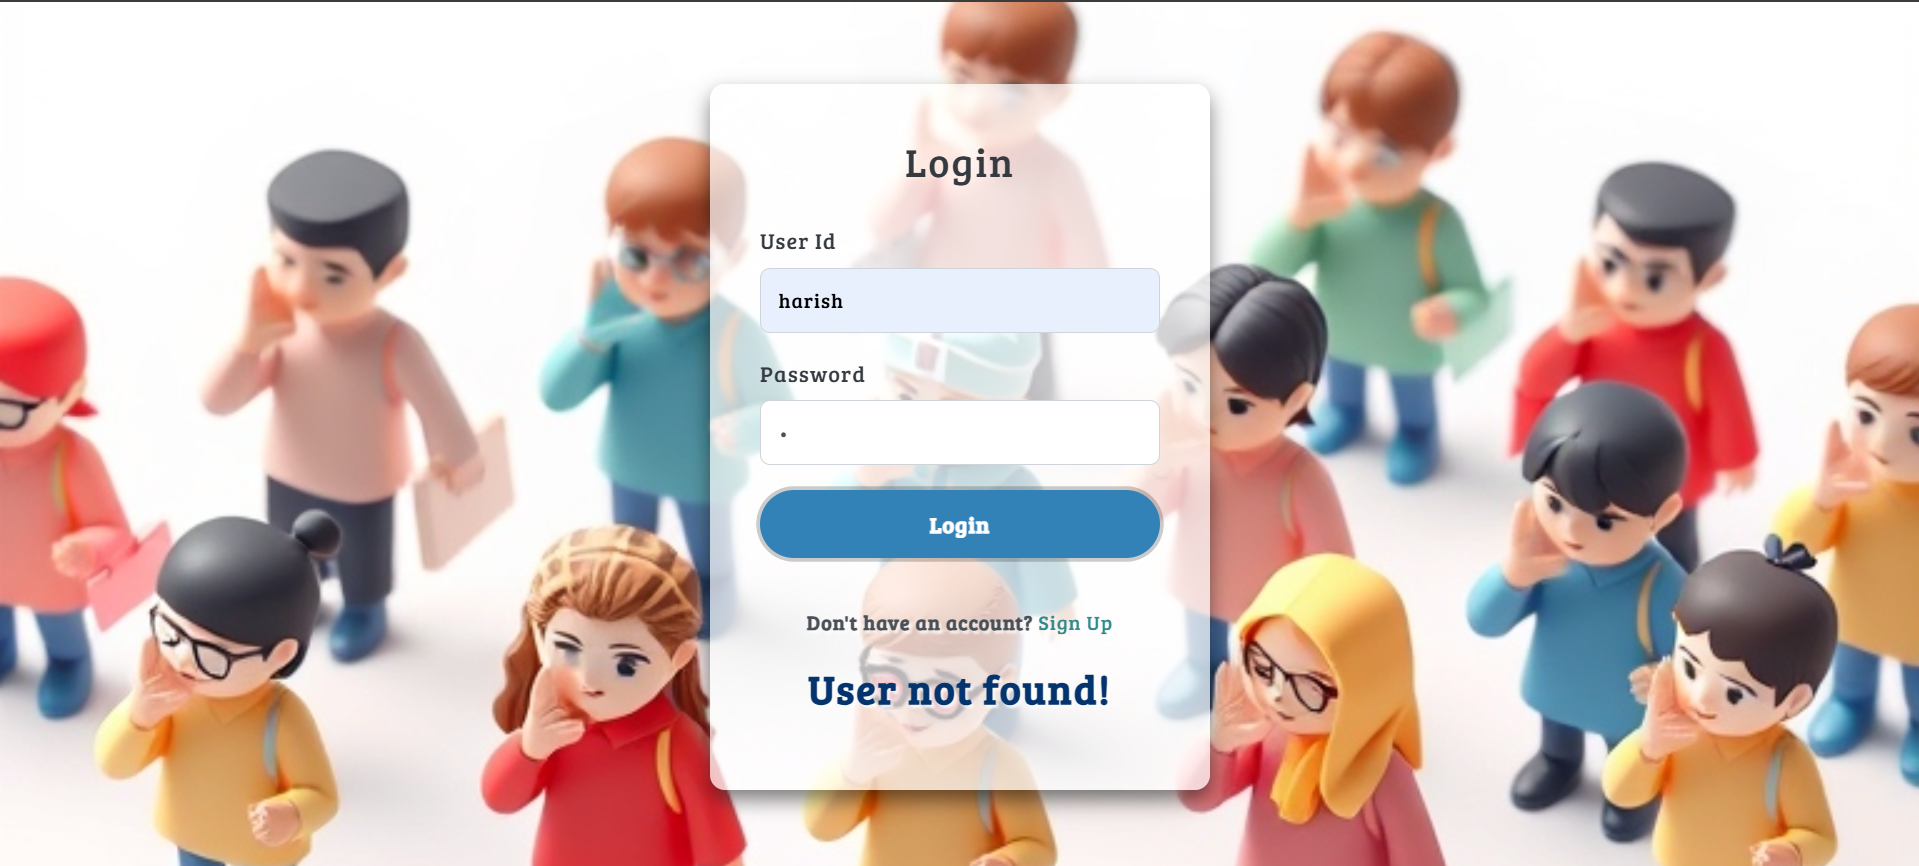 Login
User Id
harish
Password
•
Login
Don't have an account? Sign Up
User not found!